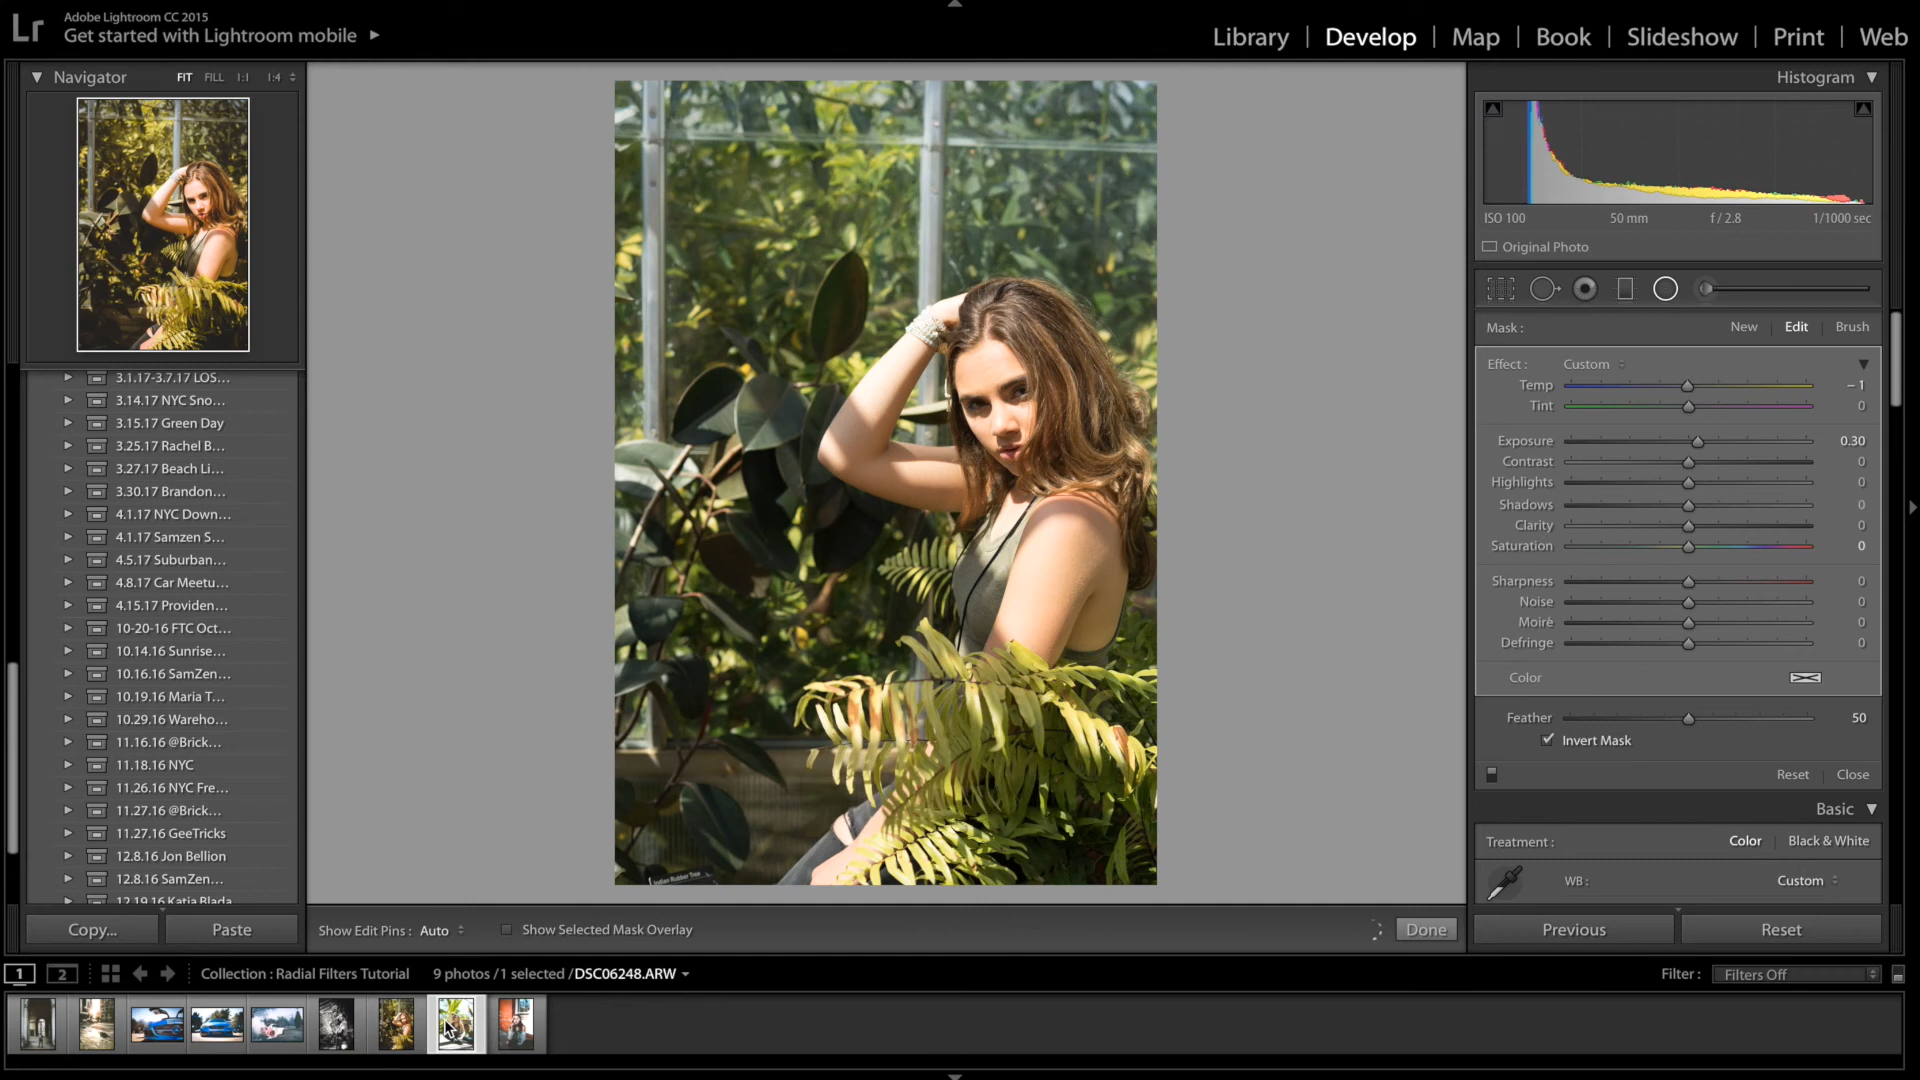 Lr
Adobe Lightroom CC 2015
Get started with Lightroom mobile
Library | Develop | Map | Book | Slideshow | Print | Web
Navigator FIT FILL 1:1 1:4
3.1.17-3.7.17 LOS...
3.14.17 NYC Sno...
3.15.17 Green Day
3.25.17 Rachel B...
3.27.17 Beach Li...
3.30.17 Brandon...
4.1.17 NYC Down...
4.1.17 Samzen S...
4.5.17 Suburban...
4.8.17 Car Meetu...
4.15.17 Providen...
10-20-16 FTC Oct...
10.14.16 Sunrise...
10.16.16 SamZen...
10.19.16 Maria T...
10.29.16 Wareho...
11.16.16 @Brick...
11.18.16 NYC
11.26.16 NYC Fre...
11.27.16 @Brick...
11.27.16 GeeTricks
12.8.16 Jon Bellion
12.8.16 SamZen...
12.19.16 Katia Blada
Copy... Paste
Indian Rubber Tree
Show Edit Pins : Auto Show Selected Mask Overlay Done
Histogram
ISO 100 50 mm f / 2.8 1/1000 sec
Original Photo
Mask : New Edit Brush
Effect : Custom
Temp – 1
Tint 0
Exposure 0.30
Contrast 0
Highlights 0
Shadows 0
Clarity 0
Saturation 0
Sharpness 0
Noise 0
Moiré 0
Defringe 0
Color
Feather 50
Invert Mask
Reset Close
Basic
Treatment : Color Black & White
WB : Custom
Previous Reset
1 2 Collection : Radial Filters Tutorial 9 photos / 1 selected / DSC06248.ARW Filter : Filters Off